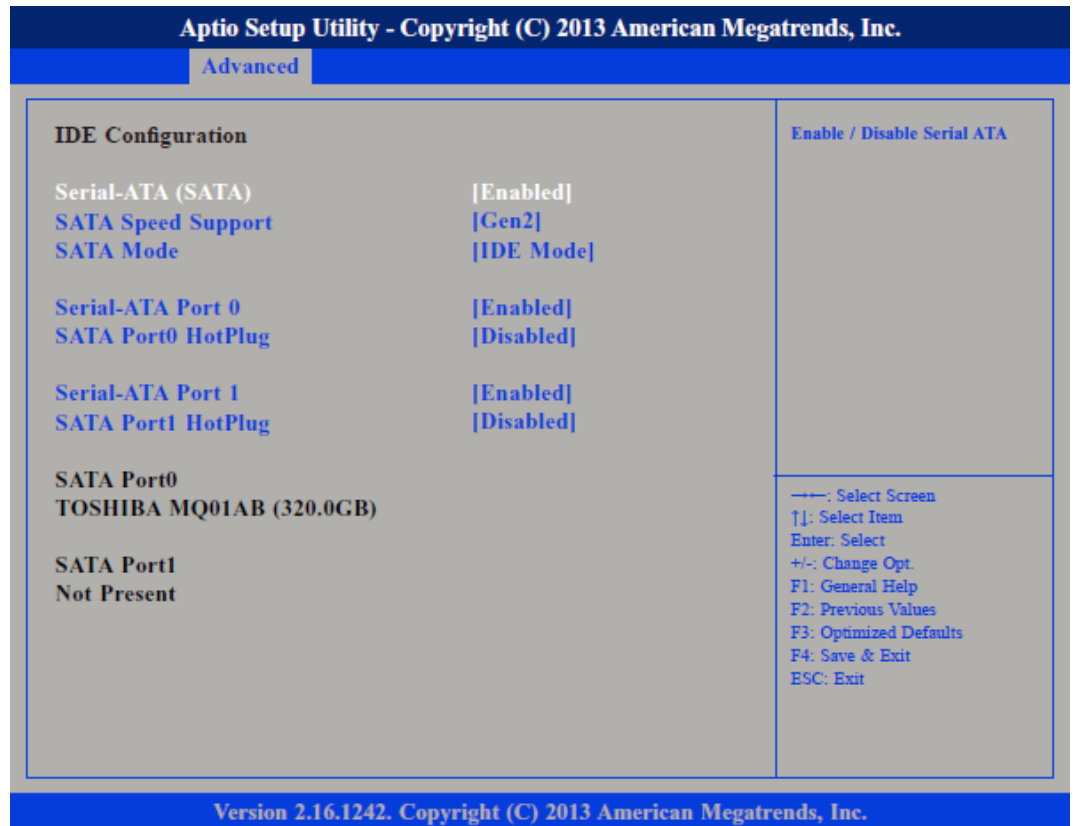 Aptio Setup Utility - Copyright (C) 2013 American Megatrends, Inc.
Advanced
IDE Configuration
Serial-ATA (SATA) [Enabled]
SATA Speed Support [Gen2]
SATA Mode [IDE Mode]
Serial-ATA Port 0 [Enabled]
SATA Port0 HotPlug [Disabled]
Serial-ATA Port 1 [Enabled]
SATA Port1 HotPlug [Disabled]
SATA Port0
TOSHIBA MQ01AB (320.0GB)
SATA Port1
Not Present
Enable / Disable Serial ATA
→←: Select Screen
↑↓: Select Item
Enter: Select
+/-: Change Opt.
F1: General Help
F2: Previous Values
F3: Optimized Defaults
F4: Save & Exit
ESC: Exit
Version 2.16.1242. Copyright (C) 2013 American Megatrends, Inc.